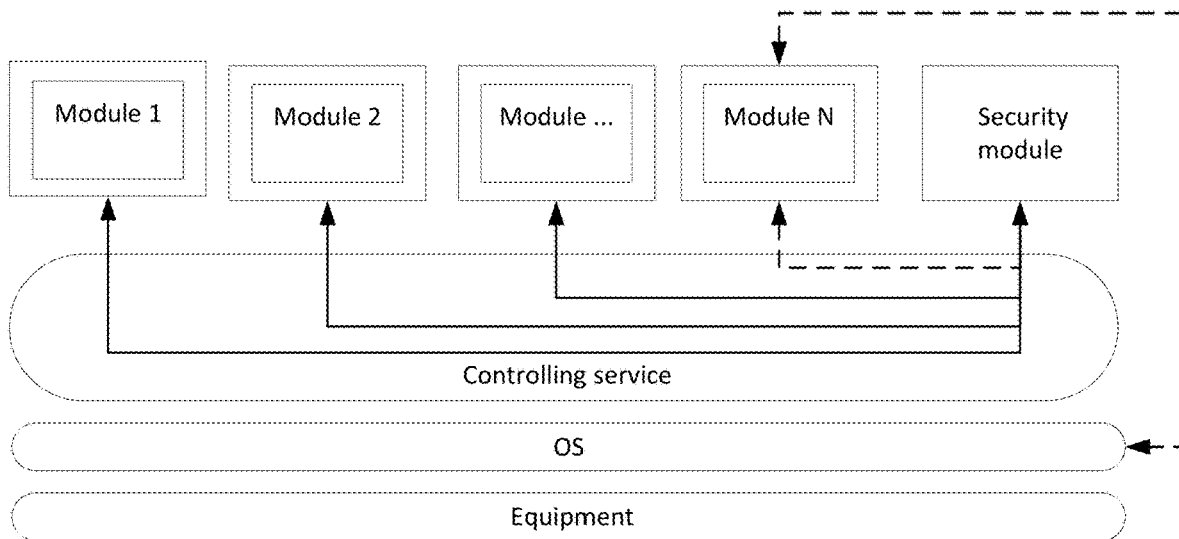 Module 1
Module 2
Module ...
Module N
Security
module
Controlling service
OS
Equipment